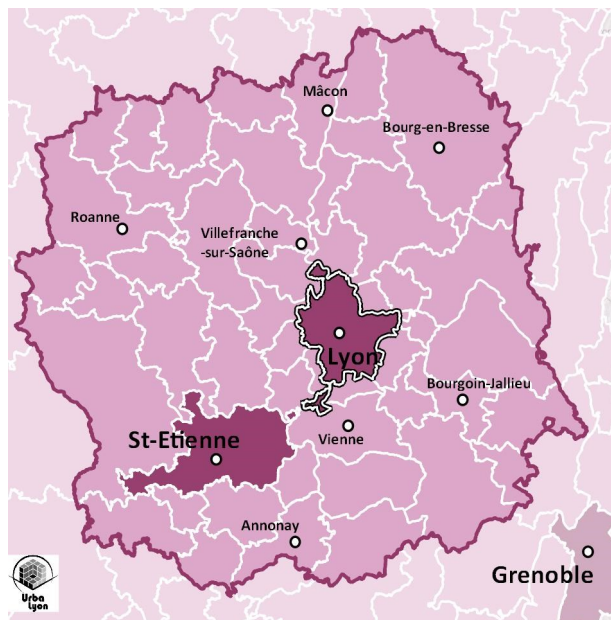 Mâcon
Bourg-en-Bresse
Roanne
Villefranche
-sur-Saône
Lyon
Bourgoin-Jallieu
St-Etienne
Vienne
Annonay
Grenoble
Urba
Lyon